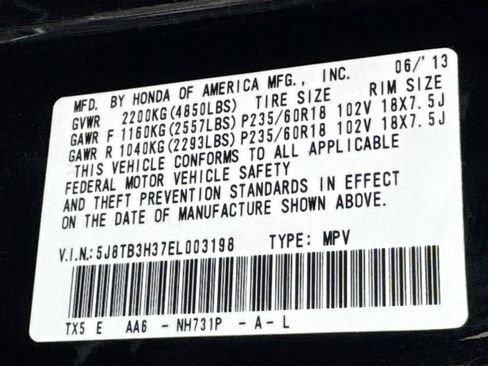 MFD. BY HONDA OF AMERICA MFG., INC. 06/'13
GVWR 2200KG(4850LBS) TIRE SIZE RIM SIZE
GAWR F 1160KG(2557LBS) P235/60R18 102V 18X7.5J
GAWR R 1040KG(2293LBS) P235/60R18 102V 18X7.5J
THIS VEHICLE CONFORMS TO ALL APPLICABLE
FEDERAL MOTOR VEHICLE SAFETY
AND THEFT PREVENTION STANDARDS IN EFFECT
ON THE DATE OF MANUFACTURE SHOWN ABOVE.
V.I.N.:5J8TB3H37EL003198 TYPE: MPV
TX5 E AA6 - NH731P - A - L